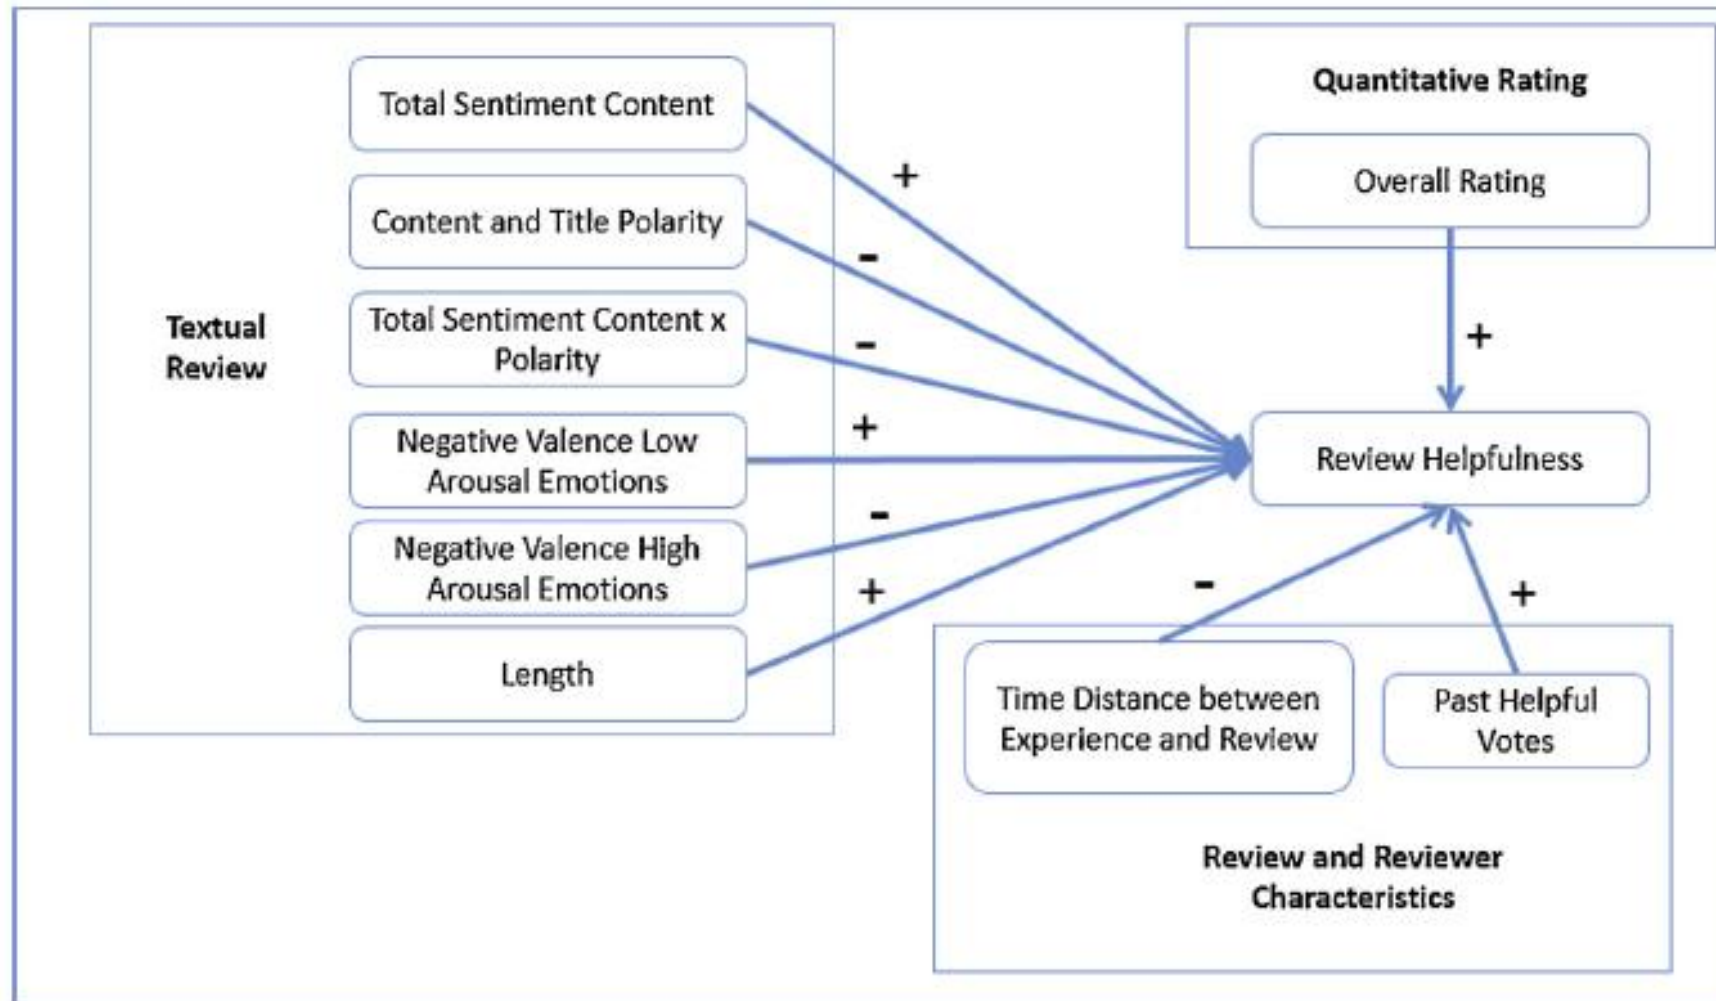 Textual
Review
Total Sentiment Content
Content and Title Polarity
Total Sentiment Content x
Polarity
Negative Valence Low
Arousal Emotions
Negative Valence High
Arousal Emotions
Length
+
-
-
+
-
+
Quantitative Rating
Overall Rating
+
Review Helpfulness
-
+
Time Distance between
Experience and Review
Past Helpful
Votes
Review and Reviewer
Characteristics